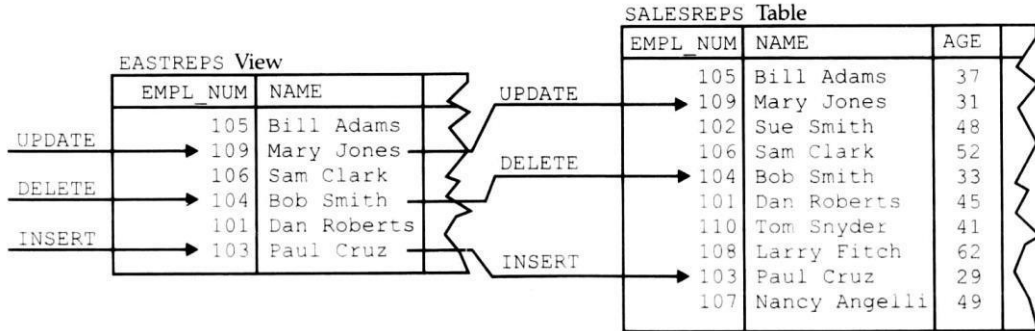 SALESREPS Table
EMPL_NUM NAME AGE
105 Bill Adams 37
109 Mary Jones 31
102 Sue Smith 48
106 Sam Clark 52
104 Bob Smith 33
101 Dan Roberts 45
110 Tom Snyder 41
108 Larry Fitch 62
103 Paul Cruz 29
107 Nancy Angelli 49
EASTREPS View
EMPL_NUM NAME
105 Bill Adams
109 Mary Jones
106 Sam Clark
104 Bob Smith
101 Dan Roberts
103 Paul Cruz
UPDATE
DELETE
INSERT
UPDATE
DELETE
INSERT